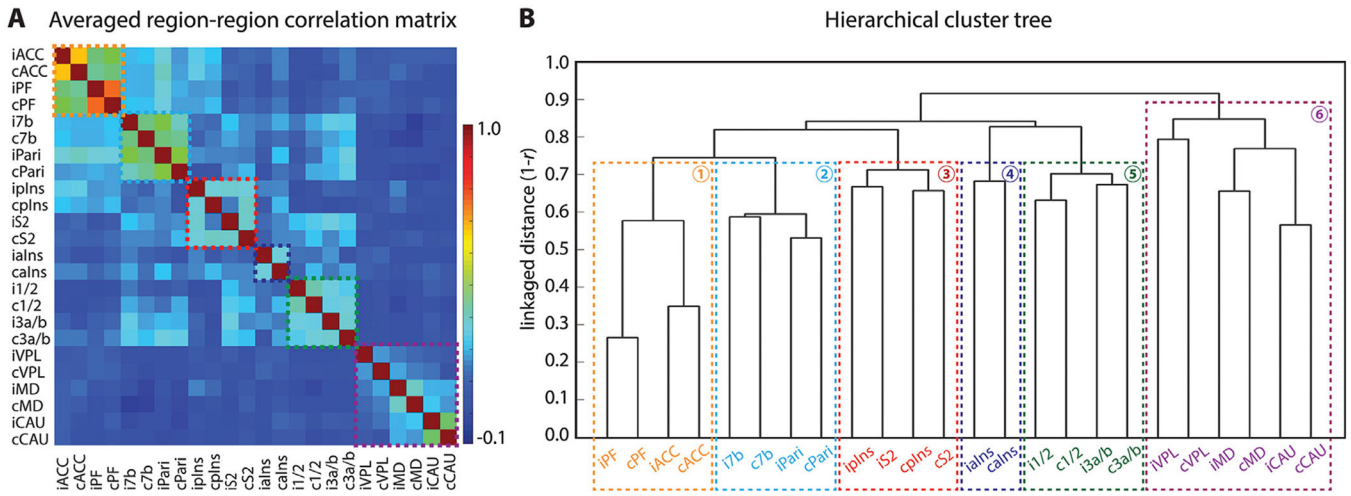 A Averaged region-region correlation matrix
iACC
cACC
iPF
cPF
i7b
c7b
iPari
cPari
ipIns
cpIns
iS2
cS2
iaIns
caIns
i1/2
c1/2
i3a/b
c3a/b
iVPL
cVPL
iMD
cMD
iCAU
cCAU
1.0
-0.1
iACC cACC iPF cPF i7b c7b iPari cPari ipIns cpIns iS2 cS2 iaIns caIns i1/2 c1/2 i3a/b c3a/b iVPL cVPL iMD cMD iCAU cCAU
B Hierarchical cluster tree
linkaged distance (1-r)
1.0
0.9
0.8
0.7
0.6
0.5
0.4
0.3
0.2
0.1
0.0
① ② ③ ④ ⑤ ⑥
iPF cPF iACC cACC i7b c7b iPari cPari ipIns iS2 cpIns cS2 iaIns caIns i1/2 c1/2 i3a/b c3a/b iVPL cVPL iMD cMD iCAU cCAU